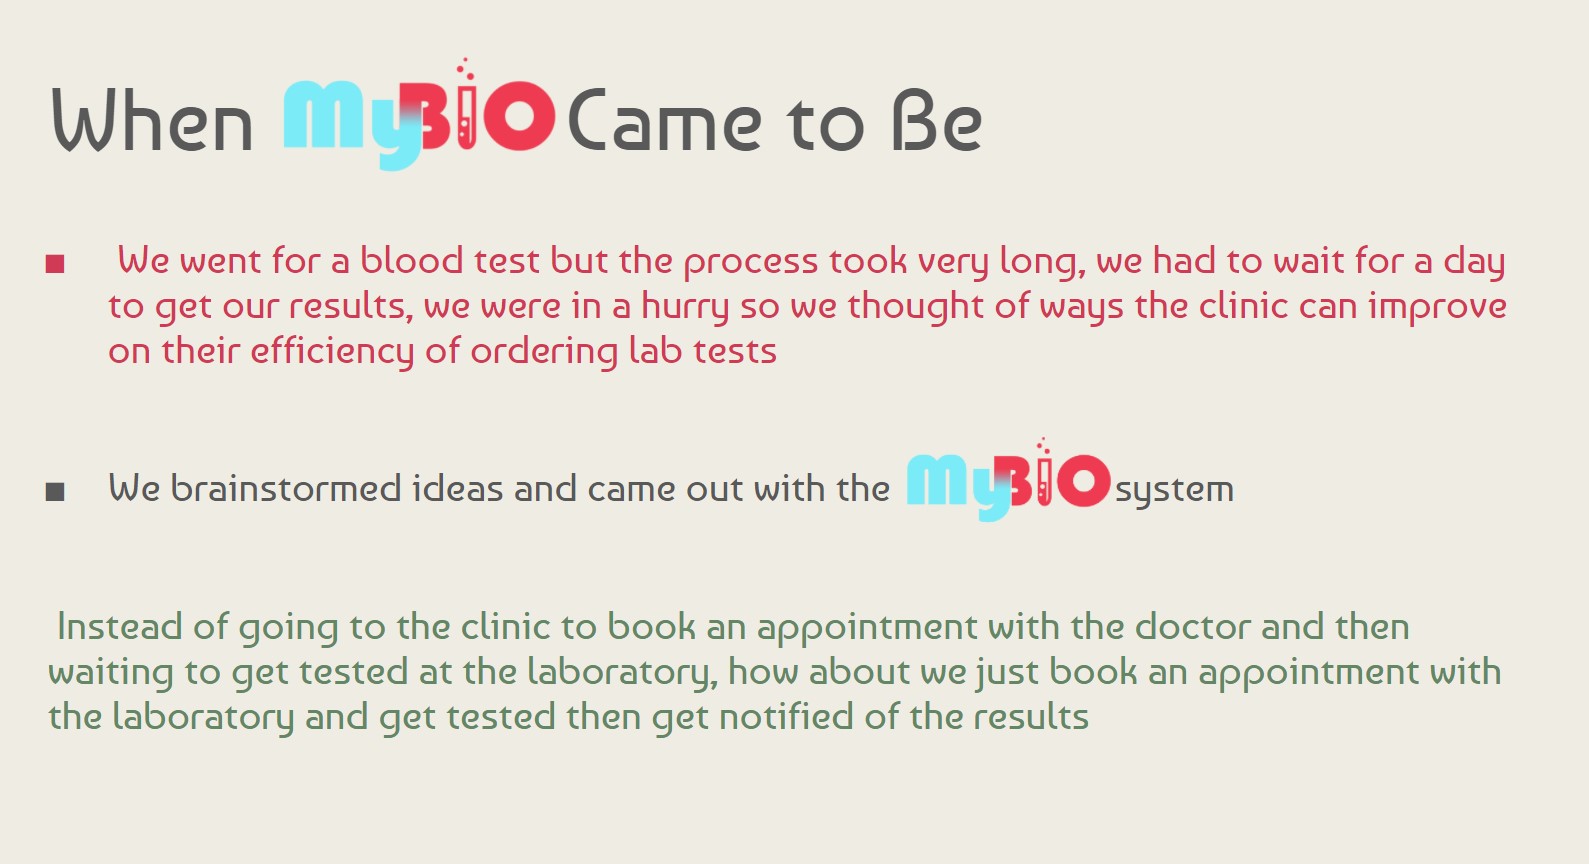 When MyBiO Came to Be
▪ We went for a blood test but the process took very long, we had to wait for a day
to get our results, we were in a hurry so we thought of ways the clinic can improve
on their efficiency of ordering lab tests
▪ We brainstormed ideas and came out with the MyBiO system
Instead of going to the clinic to book an appointment with the doctor and then
waiting to get tested at the laboratory, how about we just book an appointment with
the laboratory and get tested then get notified of the results